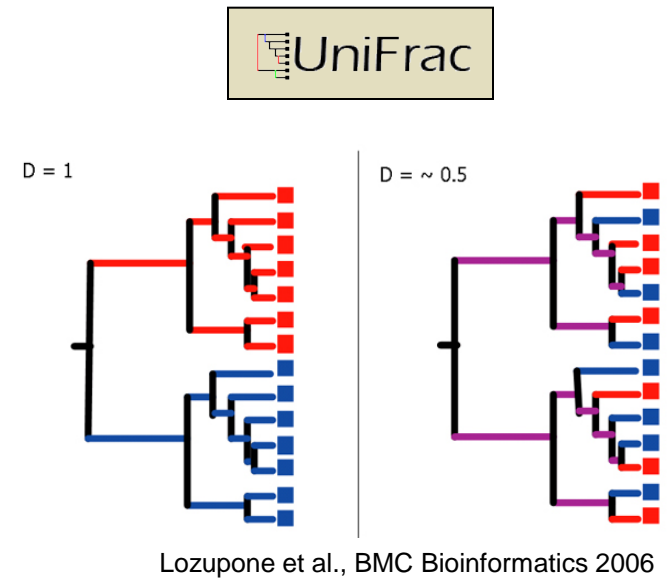 UniFrac
D = 1
D = ~ 0.5
Lozupone et al., BMC Bioinformatics 2006